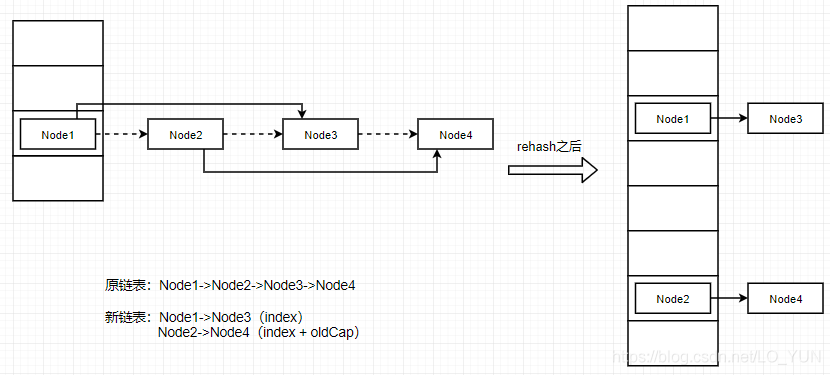 Node1
Node2
Node3
Node4
rehash之后
Node1
Node3
Node2
Node4
原链表：Node1->Node2->Node3->Node4
新链表：Node1->Node3（index）
Node2->Node4（index + oldCap）
https://blog.csdn.net/LO_YUN